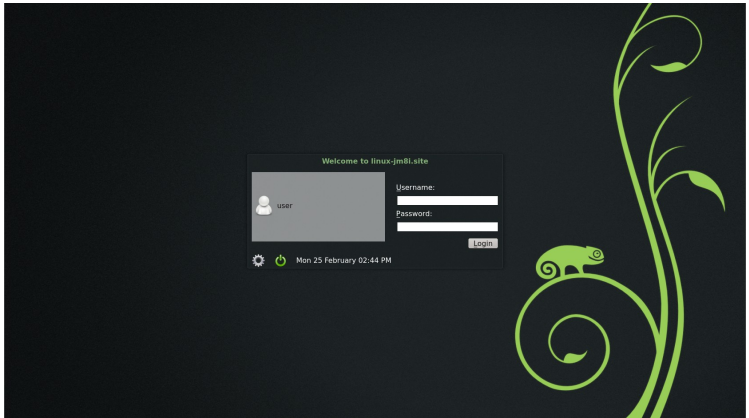 Welcome to linux-jm8i.site
user
Username:
Password:
Login
Mon 25 February 02:44 PM